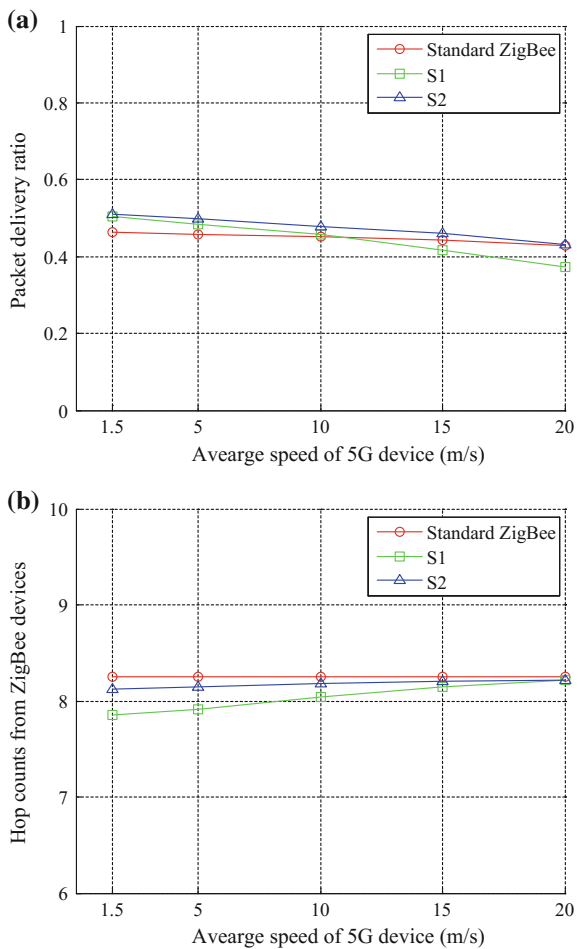 (a)
1
0.8
0.6
0.4
0.2
0
Packet delivery ratio
Standard ZigBee
S1
S2
1.5 5 10 15 20
Avearge speed of 5G device (m/s)
(b)
10
9
8
7
6
Hop counts from ZigBee devices
Standard ZigBee
S1
S2
1.5 5 10 15 20
Avearge speed of 5G device (m/s)